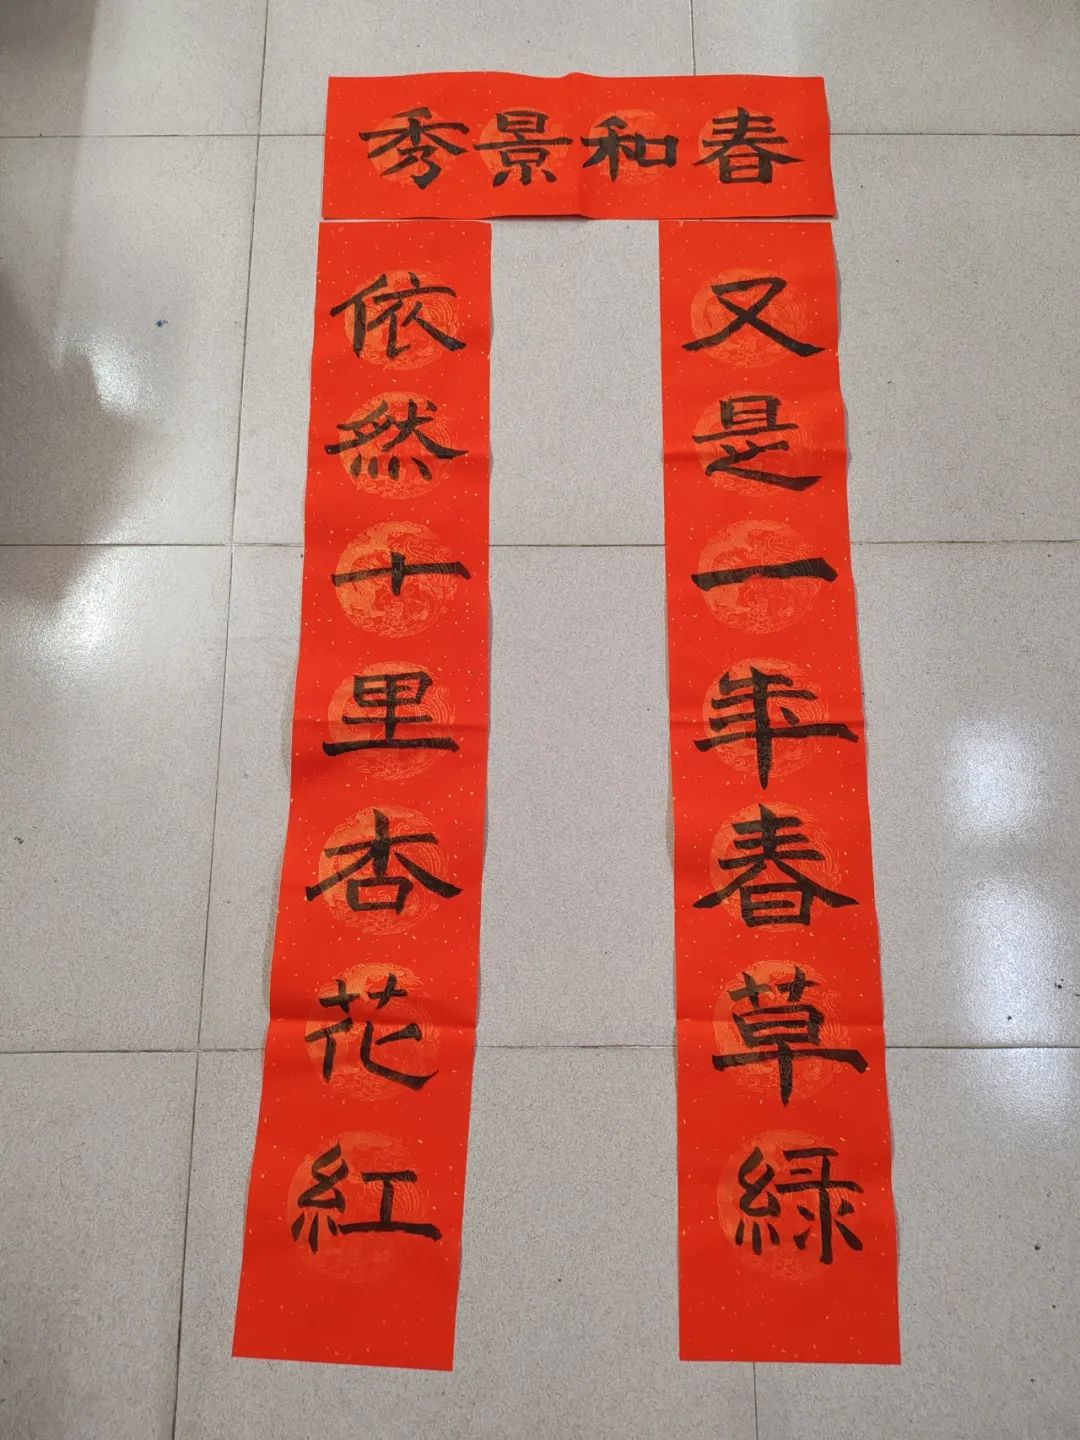 春和景秀
又是一年春草綠
依然十里杏花紅